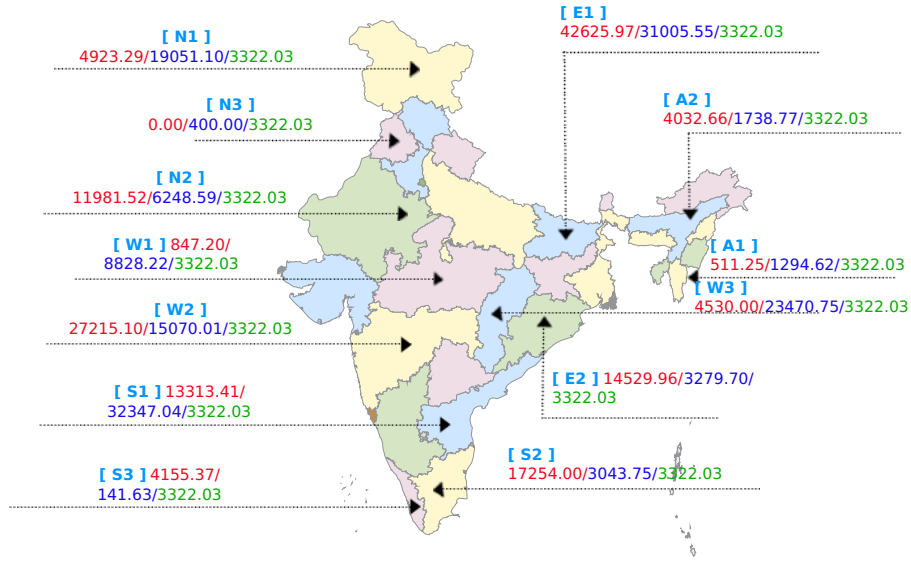 [ E1 ]
42625.97/31005.55/3322.03
[ N1 ]
4923.29/19051.10/3322.03
[ N3 ]
0.00/400.00/3322.03
[ A2 ]
4032.66/1738.77/3322.03
[ N2 ]
11981.52/6248.59/3322.03
[ W1 ] 847.20/
8828.22/3322.03
[ A1 ]
511.25/1294.62/3322.03
[ W3 ]
4530.00/23470.75/3322.03
[ W2 ]
27215.10/15070.01/3322.03
[ E2 ] 14529.96/3279.70/
3322.03
[ S1 ] 13313.41/
32347.04/3322.03
[ S2 ]
17254.00/3043.75/3322.03
[ S3 ] 4155.37/
141.63/3322.03